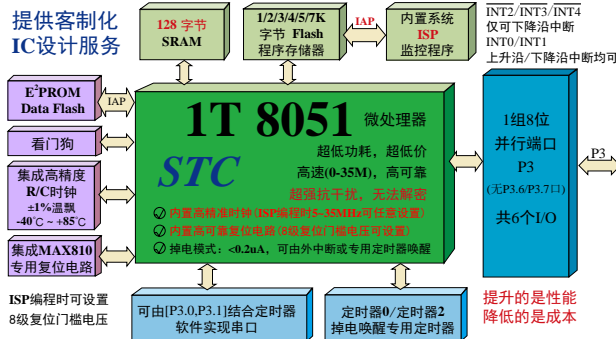 提供客制化
IC设计服务
128 字节
SRAM
1/2/3/4/5/7K
字节 Flash
程序存储器
IAP
内置系统
ISP
监控程序
INT2/INT3/INT4
仅可下降沿中断
INT0/INT1
上升沿/下降沿中断均可
E²PROM
Data Flash
IAP
看门狗
集成高精度
R/C时钟
±1%温飘
-40℃ ~ +85℃
集成MAX810
专用复位电路
1T 8051 微处理器
STC
超低功耗，超低价
高速(0-35M)，高可靠
超强抗干扰，无法解密
内置高精准时钟(ISP编程时5~35MHz可任意设置)
内置高可靠复位电路(8级复位门槛电压可设置)
掉电模式：<0.2uA，可由外中断或专用定时器唤醒
1组8位
并行端口
P3
(无P3.6/P3.7口)
共6个I/O
P3
ISP编程时可设置
8级复位门槛电压
可由[P3.0,P3.1]结合定时器
软件实现串口
定时器0/定时器2
掉电唤醒专用定时器
提升的是性能
降低的是成本